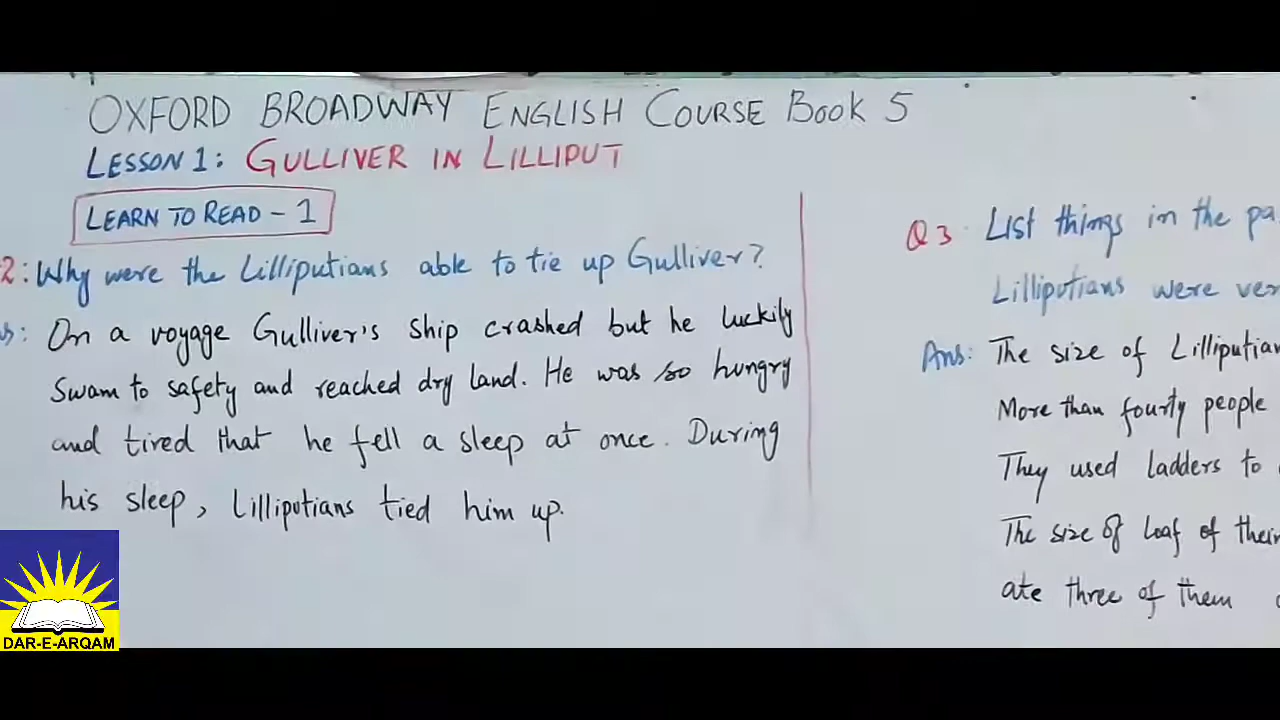 OXFORD BROADWAY ENGLISH COURSE BOOK 5
LESSON 1: GULLIVER IN LILLIPUT
LEARN TO READ - 1
2: Why were the Lilliputians able to tie up Gulliver?
On a voyage Gulliver's ship crashed but he luckily
swam to safety and reached dry land. He was so hungry
and tired that he fell a sleep at once. During
his sleep, Lilliputians tied him up.
Q3. List things in the
Lilliputians were
Ans: The size of
More than fourty people
They used ladders to
The size of loaf of
ate three of them
DAR-E-ARQAM